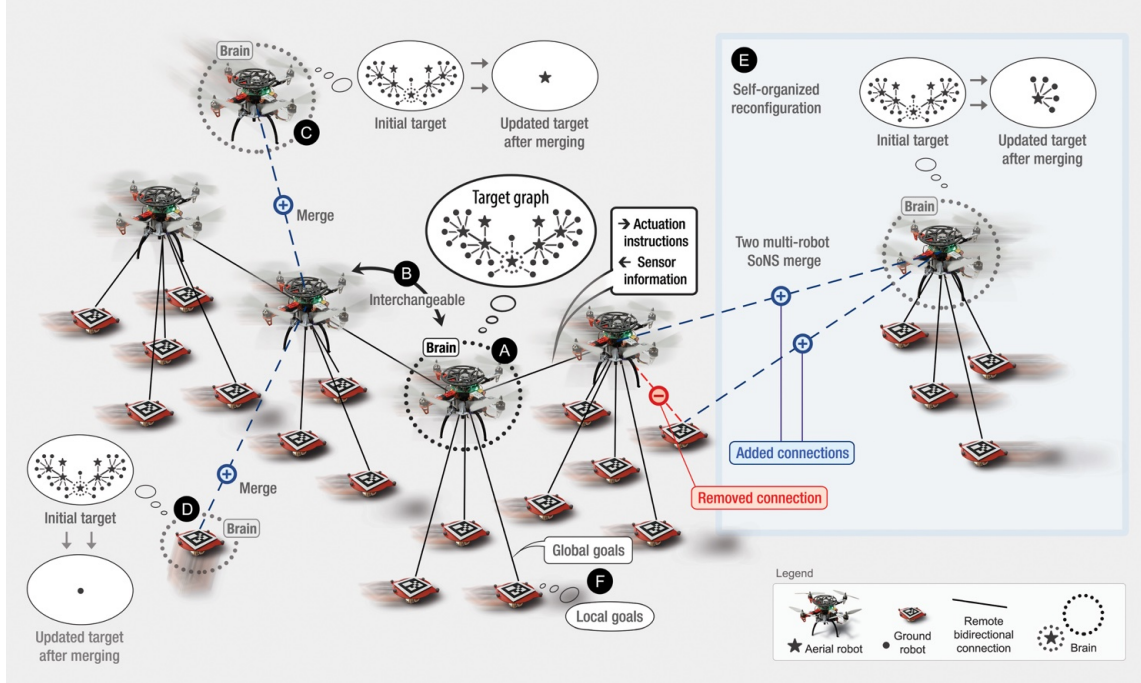 Brain
C
Initial target
Updated target
after merging
Merge
Target graph
B
Interchangeable
→ Actuation
instructions
← Sensor
information
Brain
A
E
Self-organized
reconfiguration
Initial target
Updated target
after merging
Brain
Two multi-robot
SoNS merge
Added connections
Removed connection
Initial target
D
Brain
Merge
Updated target
after merging
Global goals
F
Local goals
Legend
Aerial robot
Ground
robot
Remote
bidirectional
connection
Brain